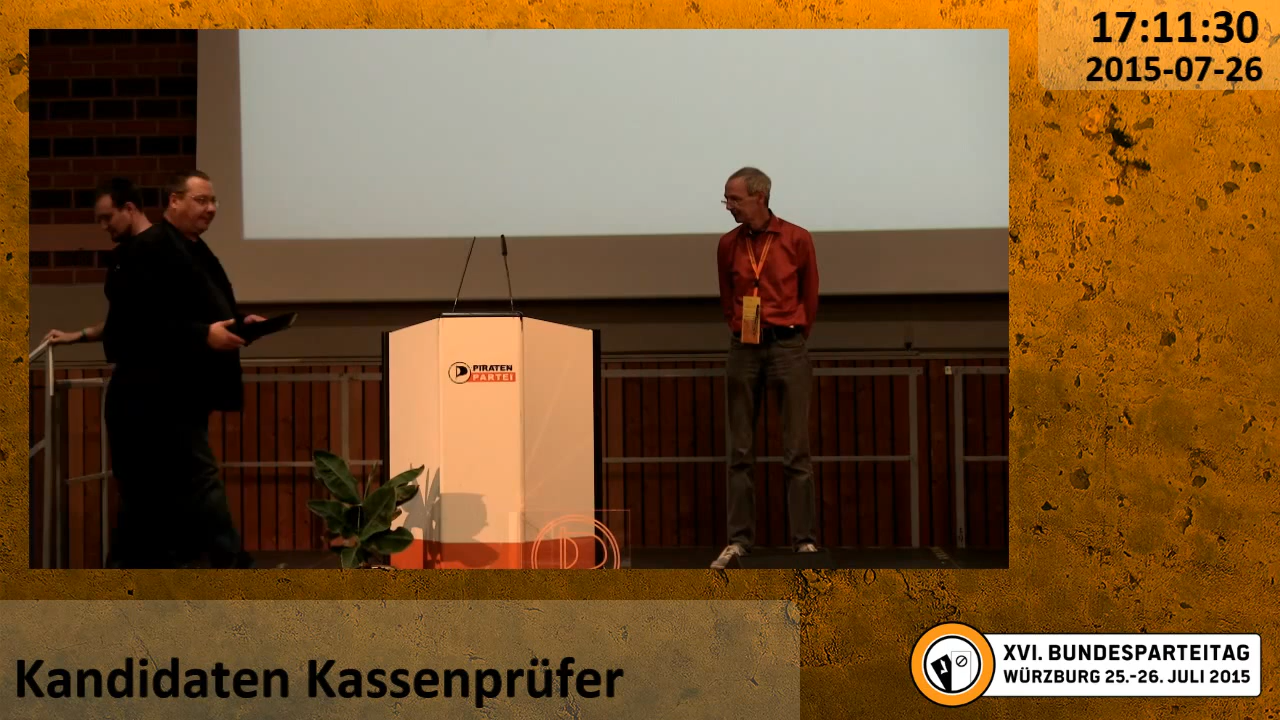 17:11:30
2015-07-26
PIRATEN
PARTEI
Kandidaten Kassenprüfer
XVI. BUNDESPARTEITAG
WÜRZBURG 25.-26. JULI 2015